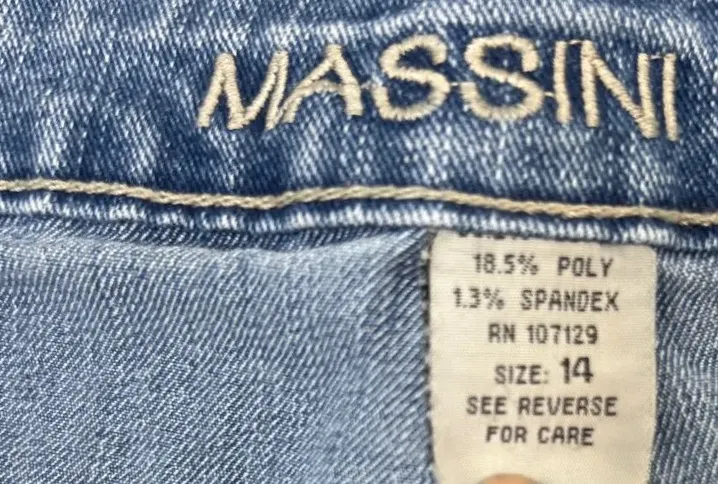 MASSINI
18.5% POLY
1.3% SPANDEX
RN 107129
SIZE: 14
SEE REVERSE
FOR CARE